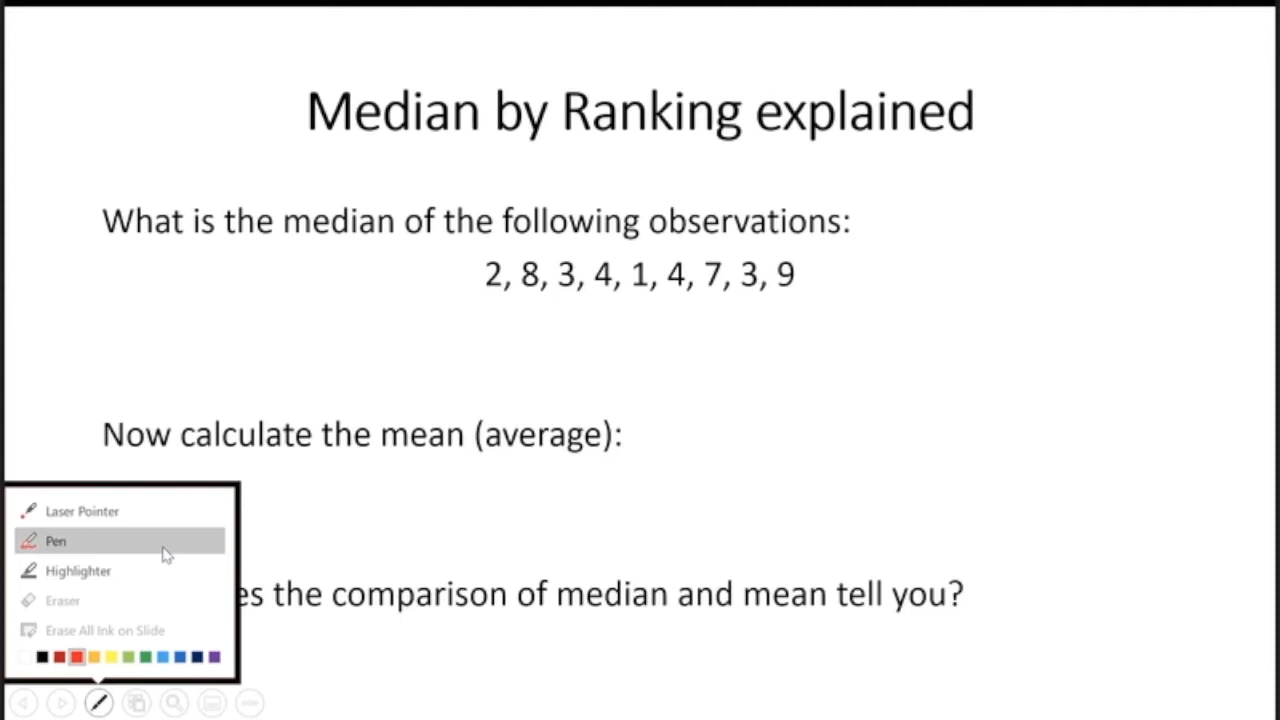 Median by Ranking explained
What is the median of the following observations:
2, 8, 3, 4, 1, 4, 7, 3, 9
Now calculate the mean (average):
Laser Pointer
Pen
Highlighter
es the comparison of median and mean tell you?
Eraser
Erase All Ink on Slide